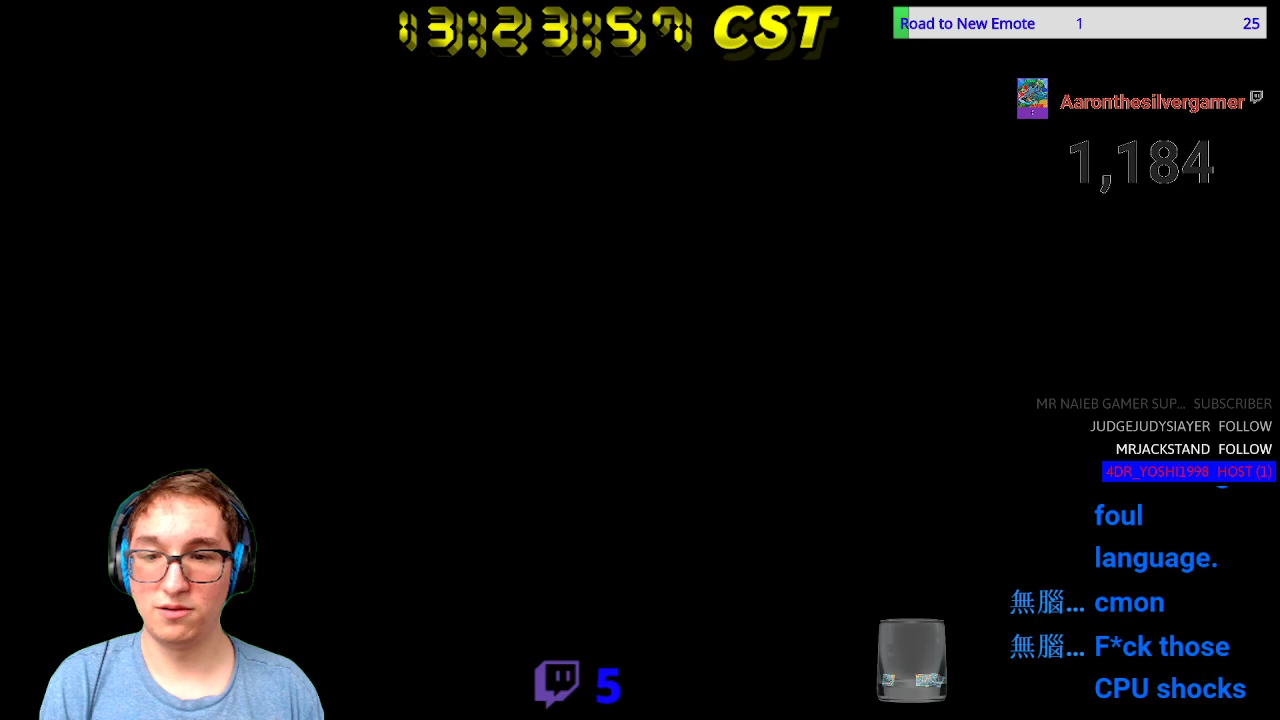 13:23:57 CST
Road to New Emote 1 25
Aaronthesilvergamer
1,184
MR NAIEB GAMER SUP... SUBSCRIBER
JUDGEJUDYSIAYER FOLLOW
MRJACKSTAND FOLLOW
4DR_YOSHI1998 HOST (1)
foul
language.
無腦... cmon
無腦... F*ck those
CPU shocks
5